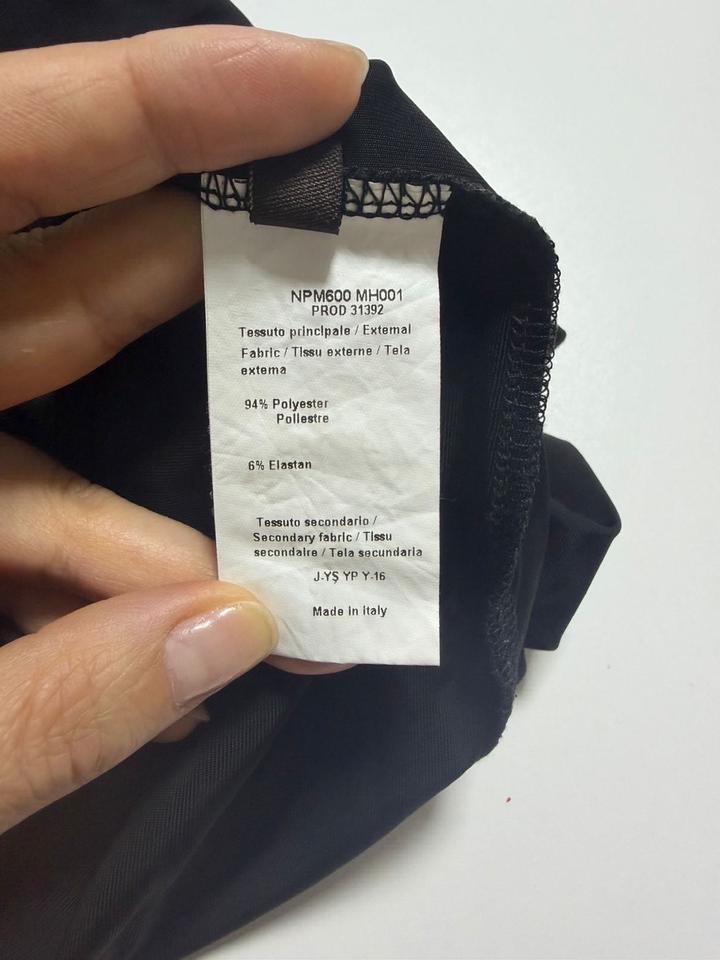 NPM600 MH001
PROD 31392
Tessuto principale / External
Fabric / Tissu externe / Tela
externa
94% Polyester
Poliestre
6% Elastan
Tessuto secondario /
Secondary fabric / Tissu
secondaire / Tela secundaria
J-YŞ YP Y-16
Made in Italy